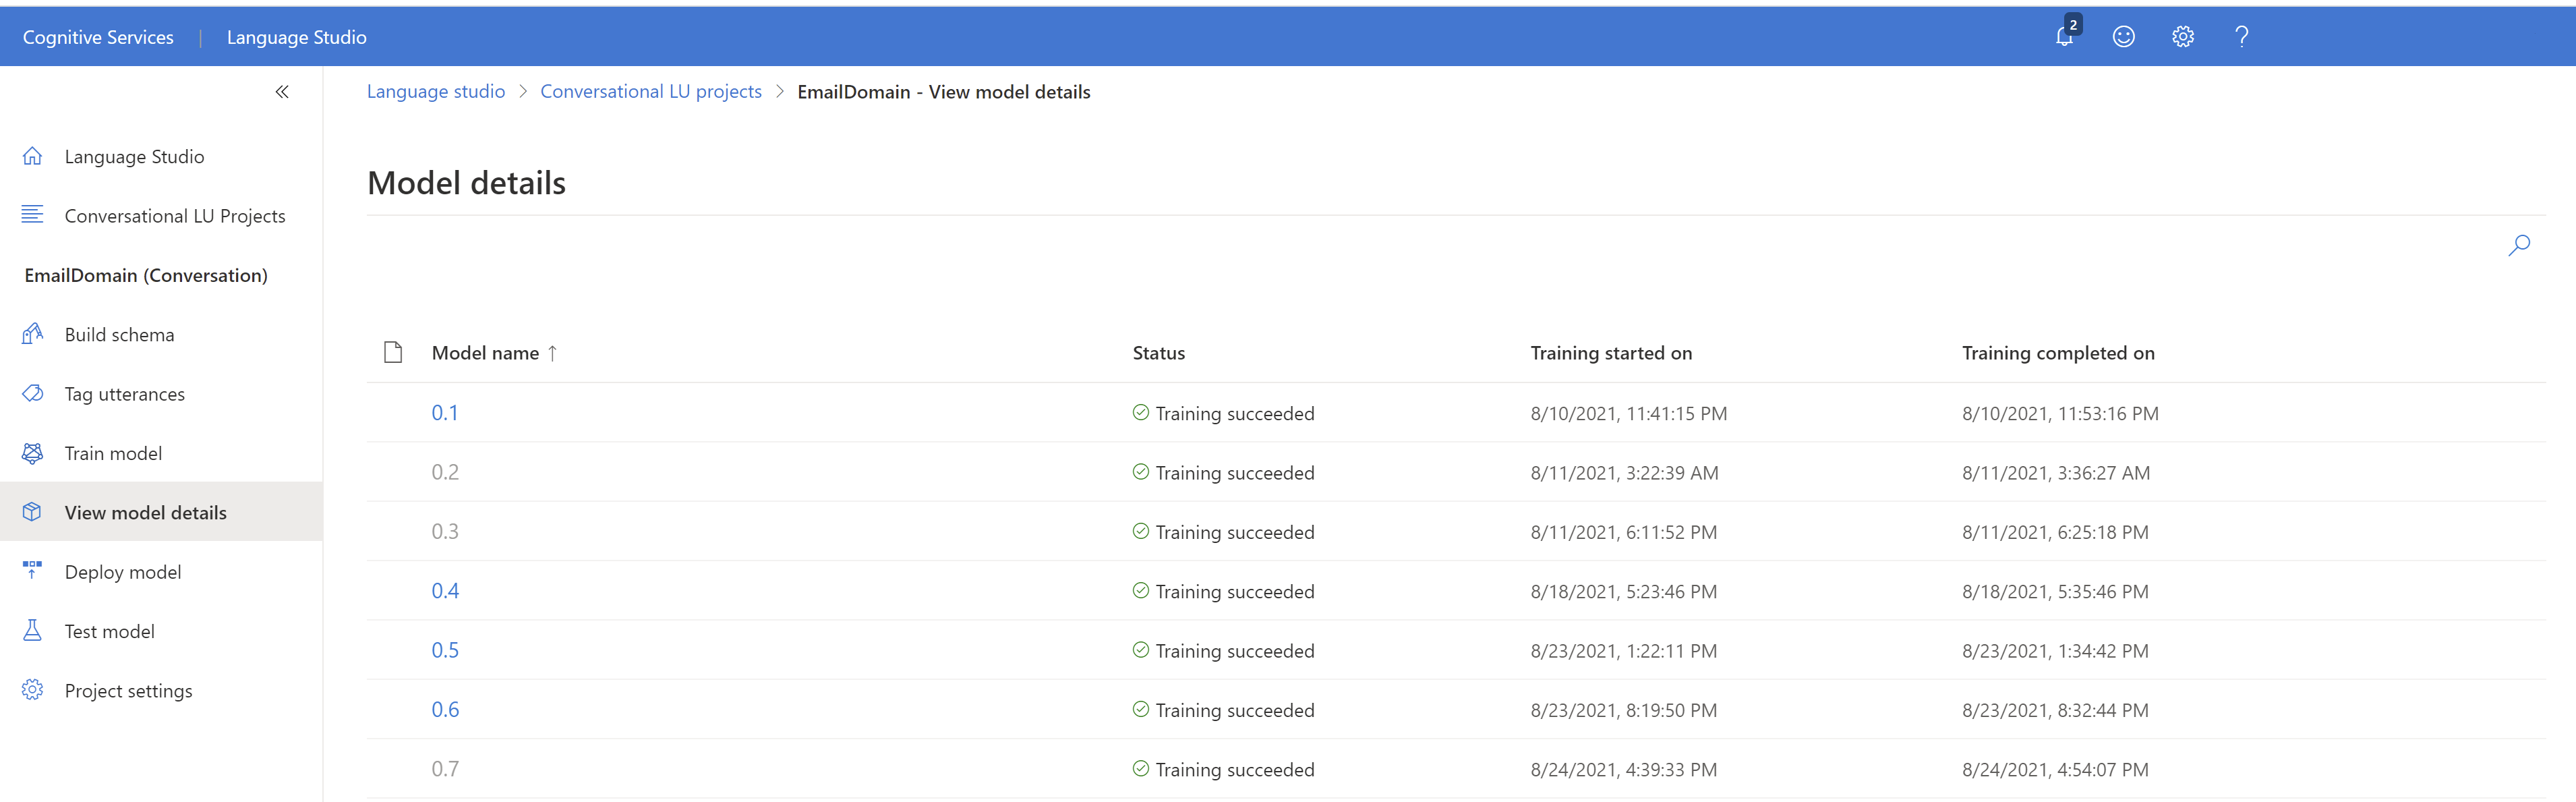 Cognitive Services | Language Studio
2
Language studio > Conversational LU projects > EmailDomain - View model details
Language Studio
Conversational LU Projects
EmailDomain (Conversation)
Build schema
Tag utterances
Train model
View model details
Deploy model
Test model
Project settings
Model details
Model name ↑ Status Training started on Training completed on
0.1 Training succeeded 8/10/2021, 11:41:15 PM 8/10/2021, 11:53:16 PM
0.2 Training succeeded 8/11/2021, 3:22:39 AM 8/11/2021, 3:36:27 AM
0.3 Training succeeded 8/11/2021, 6:11:52 PM 8/11/2021, 6:25:18 PM
0.4 Training succeeded 8/18/2021, 5:23:46 PM 8/18/2021, 5:35:46 PM
0.5 Training succeeded 8/23/2021, 1:22:11 PM 8/23/2021, 1:34:42 PM
0.6 Training succeeded 8/23/2021, 8:19:50 PM 8/23/2021, 8:32:44 PM
0.7 Training succeeded 8/24/2021, 4:39:33 PM 8/24/2021, 4:54:07 PM